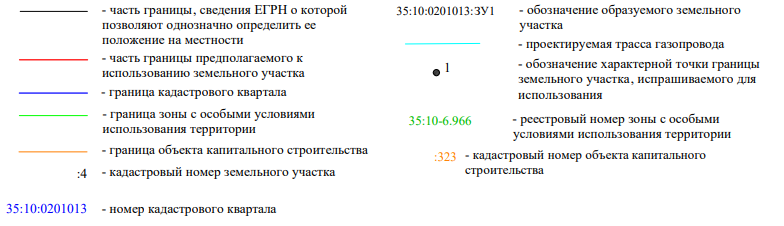 - часть границы, сведения ЕГРН о которой
позволяют однозначно определить ее
положение на местности
- часть границы предполагаемого к
использованию земельного участка
- граница кадастрового квартала
- граница зоны с особыми условиями
использования территории
- граница объекта капитального строительства
:4 - кадастровый номер земельного участка
35:10:0201013 - номер кадастрового квартала
35:10:0201013:ЗУ1 - обозначение образуемого земельного
участка
- проектируемая трасса газопровода
1 - обозначение характерной точки границы
земельного участка, испрашиваемого для
использования
35:10-6.966 - реестровый номер зоны с особыми
условиями использования территории
:323 - кадастровый номер объекта капитального
строительства